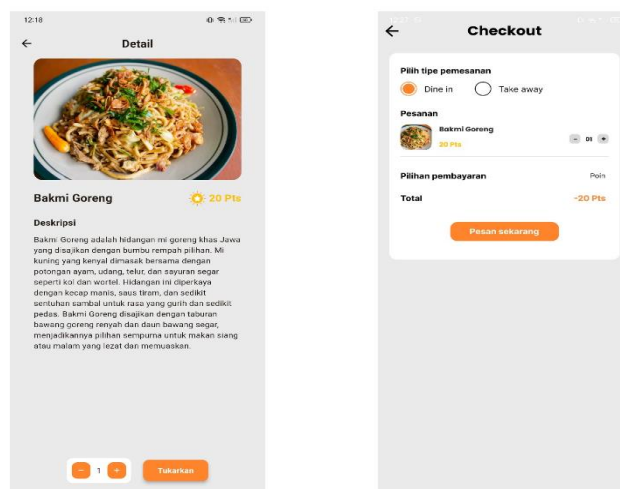 12:18
Detail
Bakmi Goreng
20 Pts
Deskripsi
Bakmi Goreng adalah hidangan mi goreng khas Jawa
yang disajikan dengan bumbu rempah pilihan. Mi
kuning yang kenyal dimasak bersama dengan
potongan ayam, udang, telur, dan sayuran segar
seperti kol dan wortel. Hidangan ini diperkaya
dengan kecap manis, saus tiram, dan sedikit
sentuhan sambal untuk rasa yang gurih dan sedikit
pedas. Bakmi Goreng disajikan dengan taburan
bawang goreng renyah dan daun bawang segar,
menjadikannya pilihan sempurna untuk makan siang
atau malam yang lezat dan memuaskan.
- 1 +
Tukarkan
Checkout
Pilih tipe pemesanan
Dine in
Take away
Pesanan
Bakmi Goreng
20 Pts
- 01 +
Pilihan pembayaran
Poin
Total
-20 Pts
Pesan sekarang